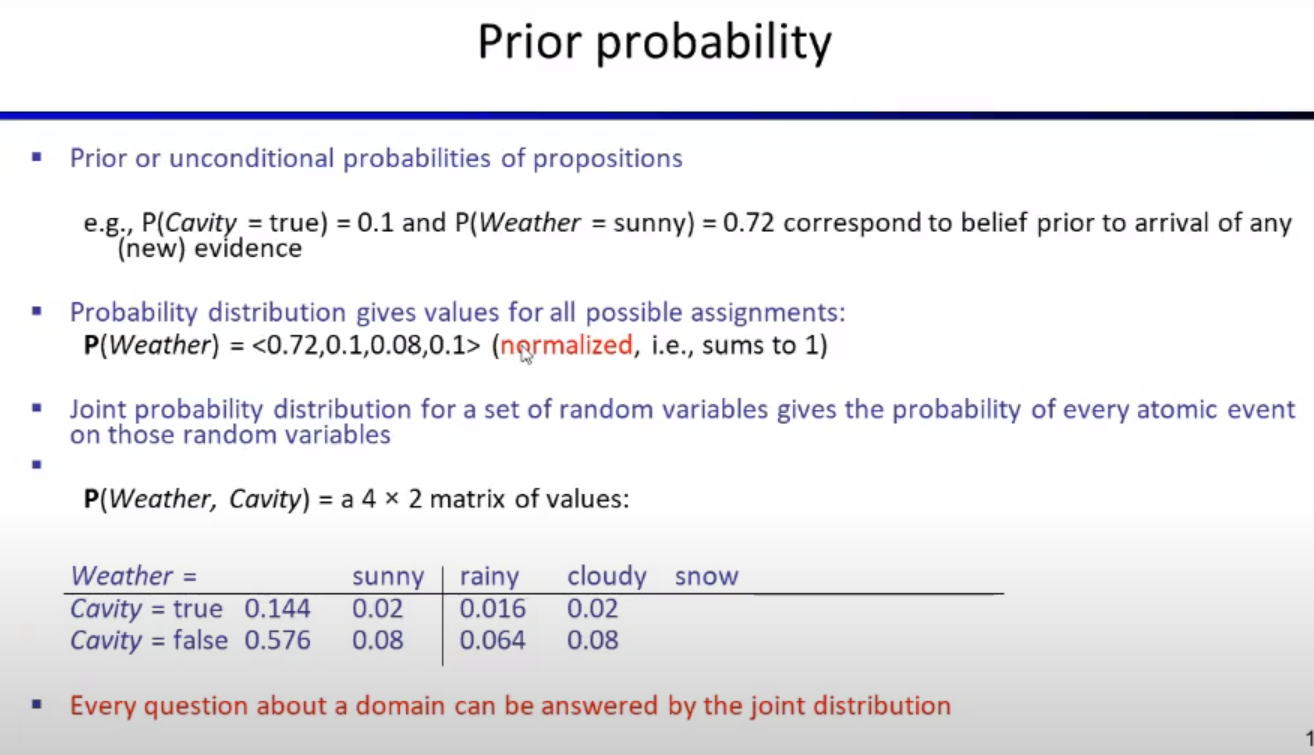 Prior probability
▪ Prior or unconditional probabilities of propositions
e.g., P(Cavity = true) = 0.1 and P(Weather = sunny) = 0.72 correspond to belief prior to arrival of any
(new) evidence
▪ Probability distribution gives values for all possible assignments:
P(Weather) = <0.72,0.1,0.08,0.1> (normalized, i.e., sums to 1)
▪ Joint probability distribution for a set of random variables gives the probability of every atomic event
on those random variables
▪
P(Weather, Cavity) = a 4 × 2 matrix of values:
Weather = sunny rainy cloudy snow
Cavity = true 0.144 0.02 0.016 0.02
Cavity = false 0.576 0.08 0.064 0.08
▪ Every question about a domain can be answered by the joint distribution
1